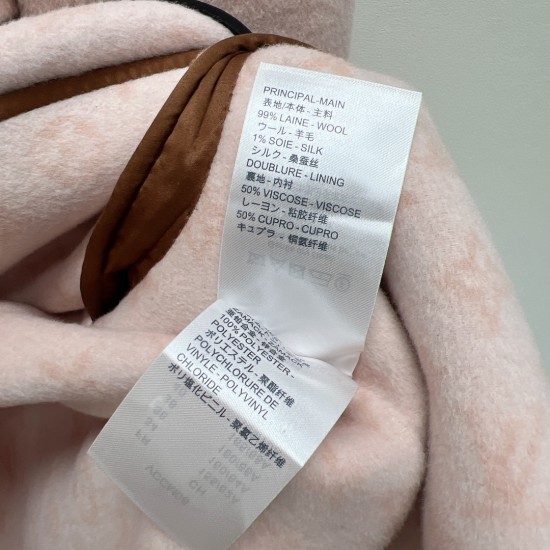 PRINCIPAL-MAIN
表地/本体 - 主料
99% LAINE - WOOL
ウール - 羊毛
1% SOIE - SILK
シルク - 桑蚕丝
DOUBLURE - LINING
裏地 - 内衬
50% VISCOSE - VISCOSE
レーヨン - 粘胶纤维
50% CUPRO - CUPRO
キュプラ - 铜氨纤维
100% POLYESTER -
POLYESTER
ポリエステル - 聚酯纤维
POLYCHLORURE DE
VINYLE - POLYVINYL
CHLORIDE
ポリ塩化ビニール - 聚氯乙烯纤维